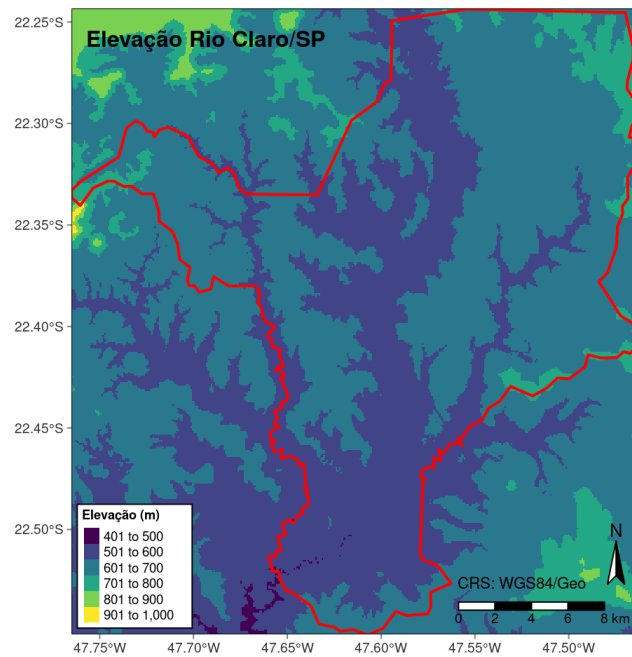 Elevação Rio Claro/SP
22.25°S
22.30°S
22.35°S
22.40°S
22.45°S
22.50°S
Elevação (m)
401 to 500
501 to 600
601 to 700
701 to 800
801 to 900
901 to 1,000
N
CRS: WGS84/Geo
0 2 4 6 8 km
47.75°W 47.70°W 47.65°W 47.60°W 47.55°W 47.50°W